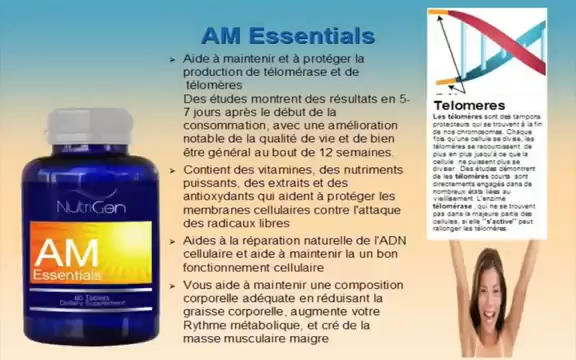 AM Essentials
➤ Aide à maintenir et à protéger la
production de télomérase et de
télomères
Des études montrent des résultats en 5-
7 jours après le début de la
consommation, avec une amélioration
notable de la qualité de vie et de bien
être général au bout de 12 semaines.
➤ Contient des vitamines, des nutriments
puissants, des extraits et des
antioxydants qui aident à protéger les
membranes cellulaires contre l'attaque
des radicaux libres
➤ Aides à la réparation naturelle de l'ADN
cellulaire et aide à maintenir la un bon
fonctionnement cellulaire
➤ Vous aide à maintenir une composition
corporelle adéquate en réduisant la
graisse corporelle, augmente votre
Rythme métabolique, et cré de la
masse musculaire maigre
NutriGen
AM
Essentials
60 Tablets
Dietary Supplement
Telomeres
Les télomères sont des tampons
protecteurs qui se trouvent à la fin
de nos chromosomes. Chaque
fois qu'une cellule se divise, les
télomères se raccourcissent de
plus en plus jusqu'à ce que la
cellule ne puissent plus se
diviser. Des études démontrent
de les télomères courts sont
directement engagés dans de
nombreux états liées au
vieillissement. L'enzime
télomérase, qui ne se trouvent
pas dans la majeure partie des
cellules, si elle "s'active" peut
rallonger les télomères.